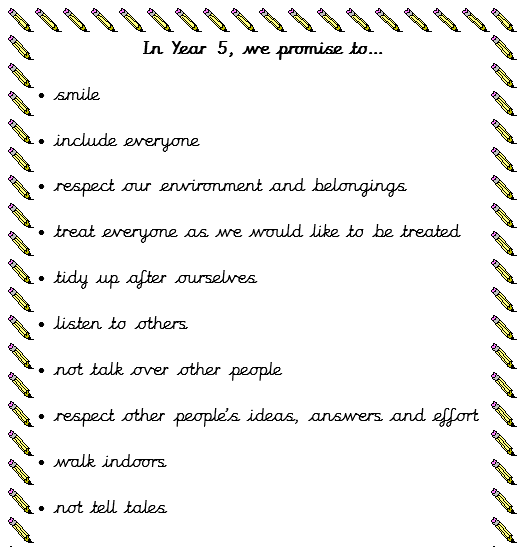 In Year 5, we promise to...
• smile
• include everyone
• respect our environment and belongings
• treat everyone as we would like to be treated
• tidy up after ourselves
• listen to others
• not talk over other people
• respect other people's ideas, answers and effort
• walk indoors
• not tell tales